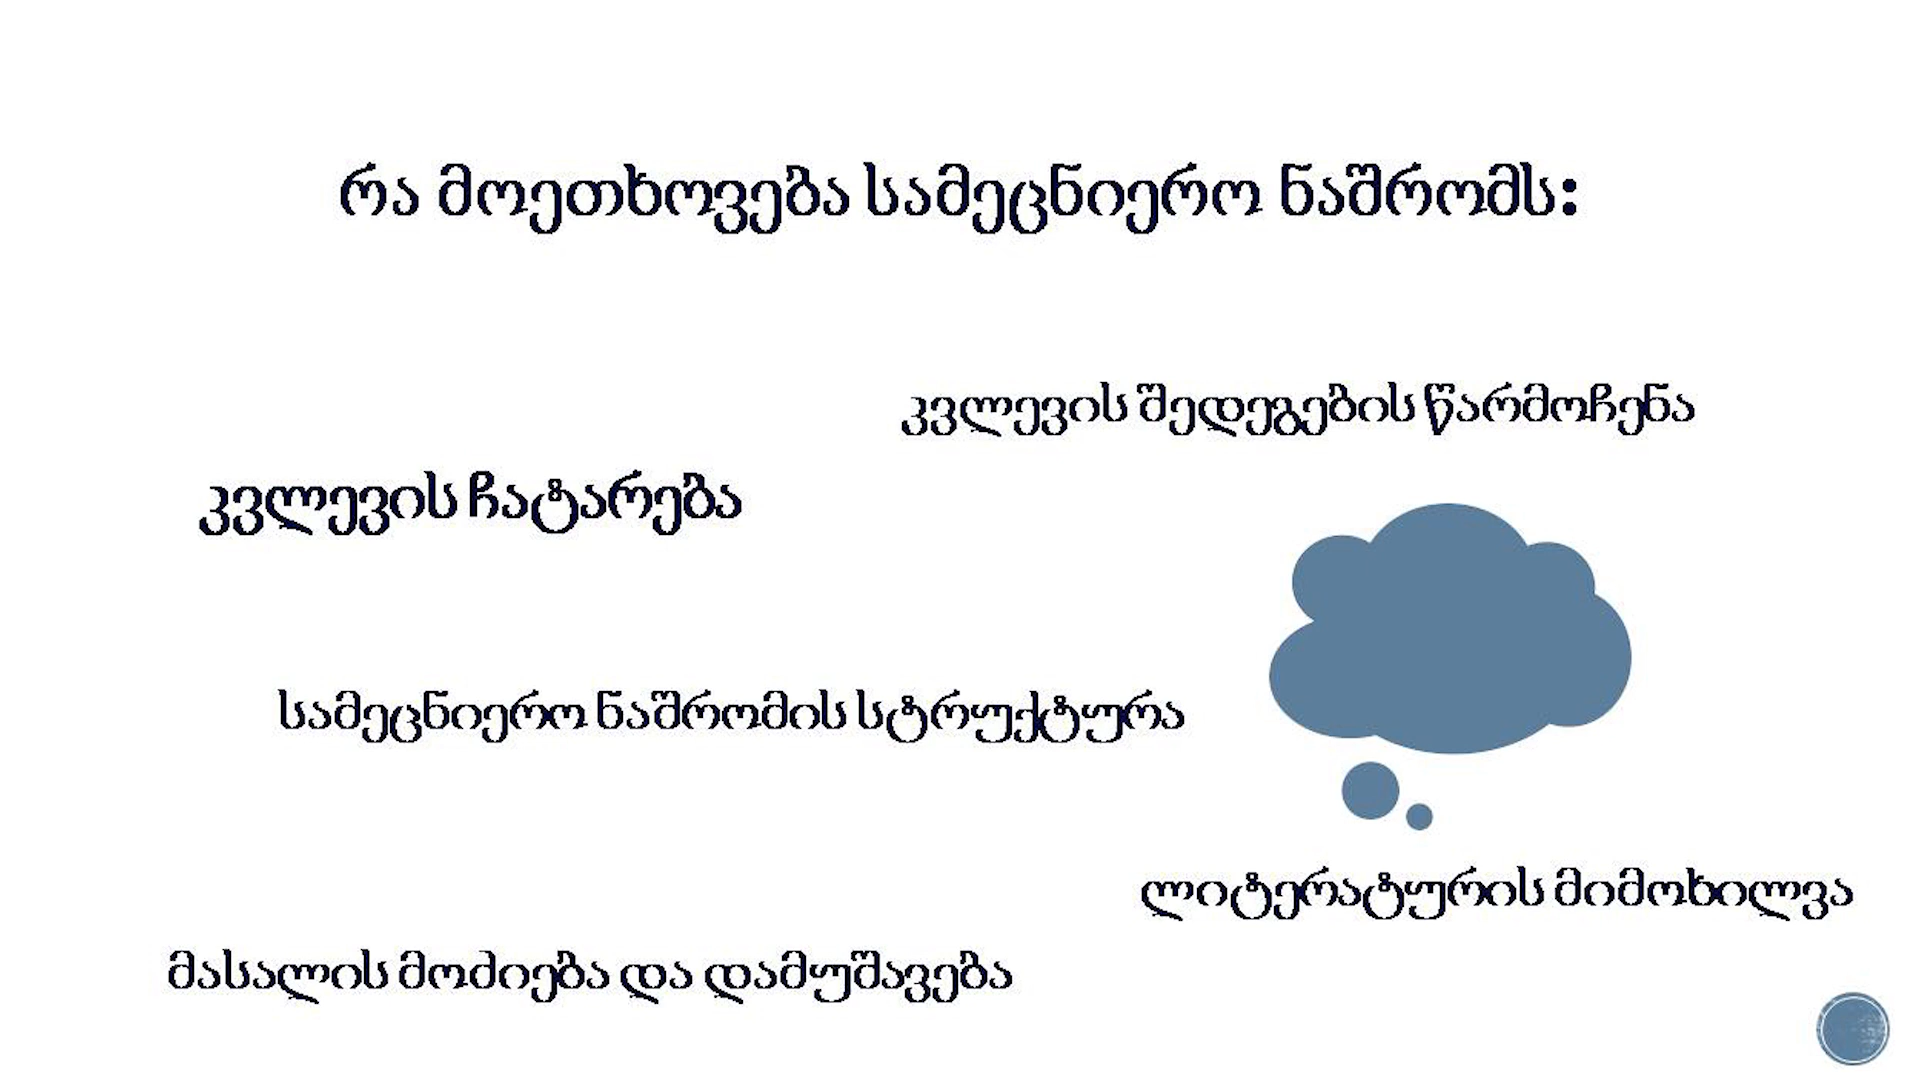 რა მოეთხოვება სამეცნიერო ნაშრომს:
კვლევის შედეგების წარმოჩენა
კვლევის ჩატარება
სამეცნიერო ნაშრომის სტრუქტურა
ლიტერატურის მიმოხილვა
მასალის მოძიება და დამუშავება